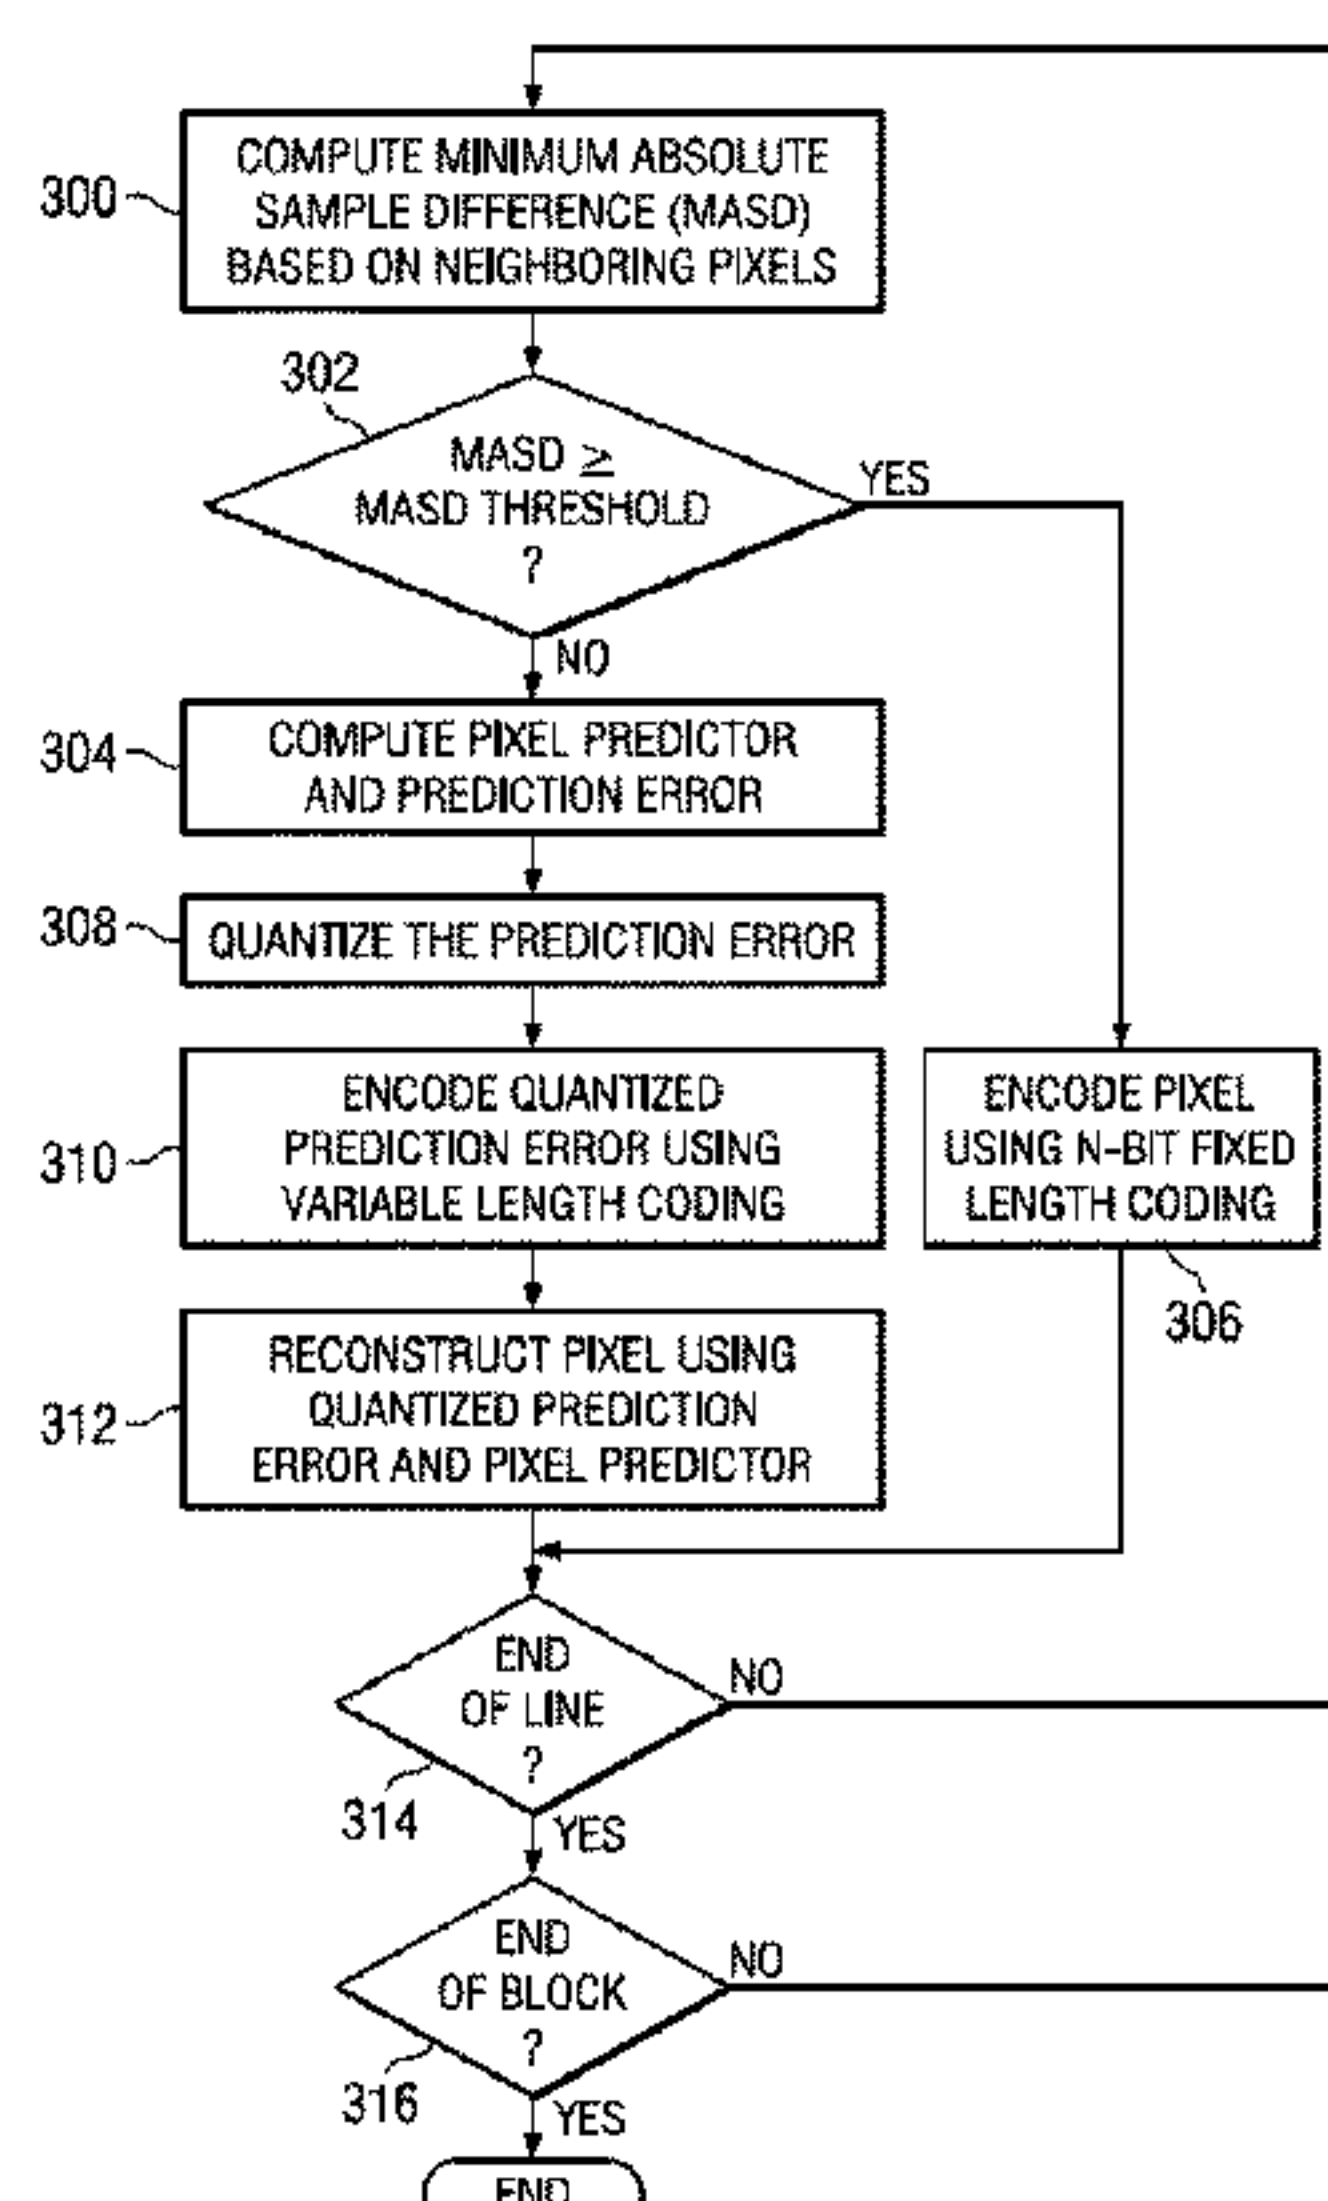 300
COMPUTE MINIMUM ABSOLUTE
SAMPLE DIFFERENCE (MASD)
BASED ON NEIGHBORING PIXELS
302
MASD ≥
MASD THRESHOLD
?
YES
NO
304
COMPUTE PIXEL PREDICTOR
AND PREDICTION ERROR
308
QUANTIZE THE PREDICTION ERROR
310
ENCODE QUANTIZED
PREDICTION ERROR USING
VARIABLE LENGTH CODING
ENCODE PIXEL
USING N-BIT FIXED
LENGTH CODING
306
312
RECONSTRUCT PIXEL USING
QUANTIZED PREDICTION
ERROR AND PIXEL PREDICTOR
END
OF LINE
?
NO
314
YES
END
OF BLOCK
?
NO
316
YES
END